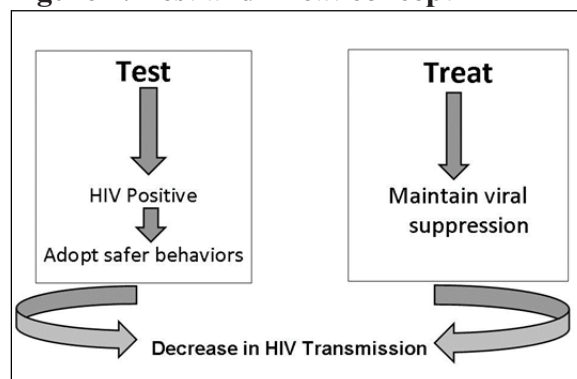 Test
HIV Positive
Adopt safer behaviors
Treat
Maintain viral
suppression
Decrease in HIV Transmission